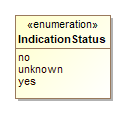 «enumeration»
IndicationStatus
no
unknown
yes